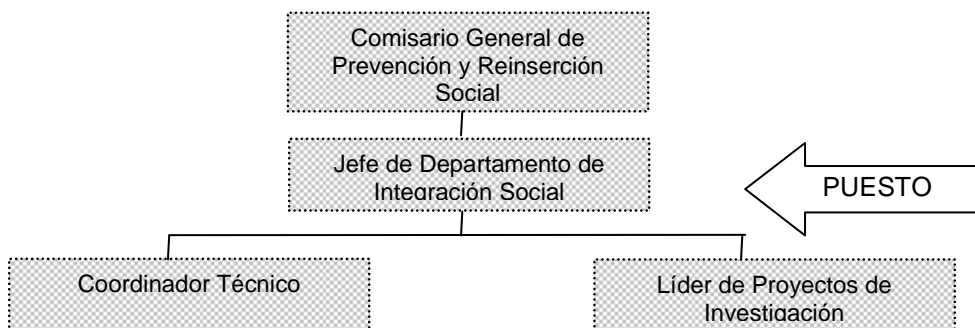 Comisario General de
Prevención y Reinserción
Social
Jefe de Departamento de
Integración Social
PUESTO
Coordinador Técnico
Líder de Proyectos de
Investigación